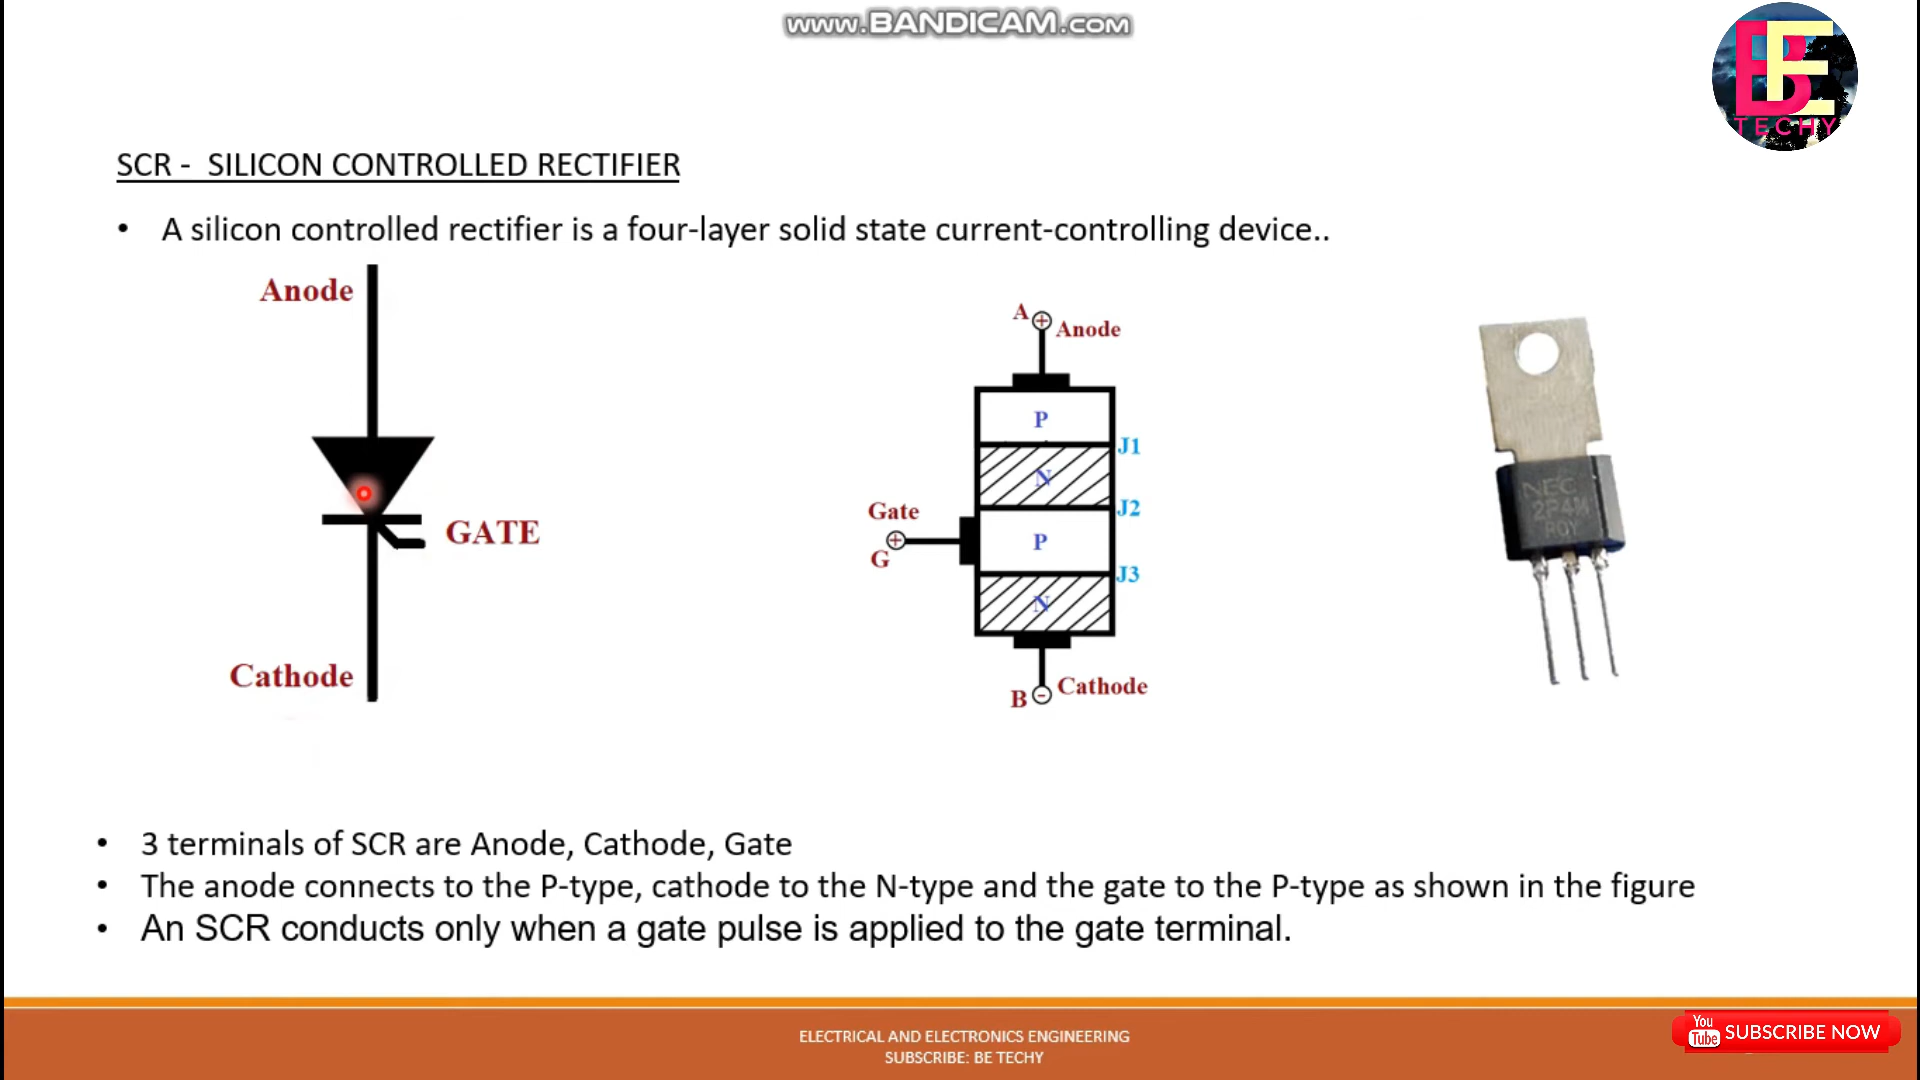 www.BANDICAM.com
BE
TECHY
SCR - SILICON CONTROLLED RECTIFIER
• A silicon controlled rectifier is a four-layer solid state current-controlling device..
Anode
GATE
Cathode
A
Anode
P
J1
N
J2
Gate
P
G
J3
N
B
Cathode
NEC
2P4M
ROY
• 3 terminals of SCR are Anode, Cathode, Gate
• The anode connects to the P-type, cathode to the N-type and the gate to the P-type as shown in the figure
• An SCR conducts only when a gate pulse is applied to the gate terminal.
ELECTRICAL AND ELECTRONICS ENGINEERING
SUBSCRIBE: BE TECHY
You Tube SUBSCRIBE NOW